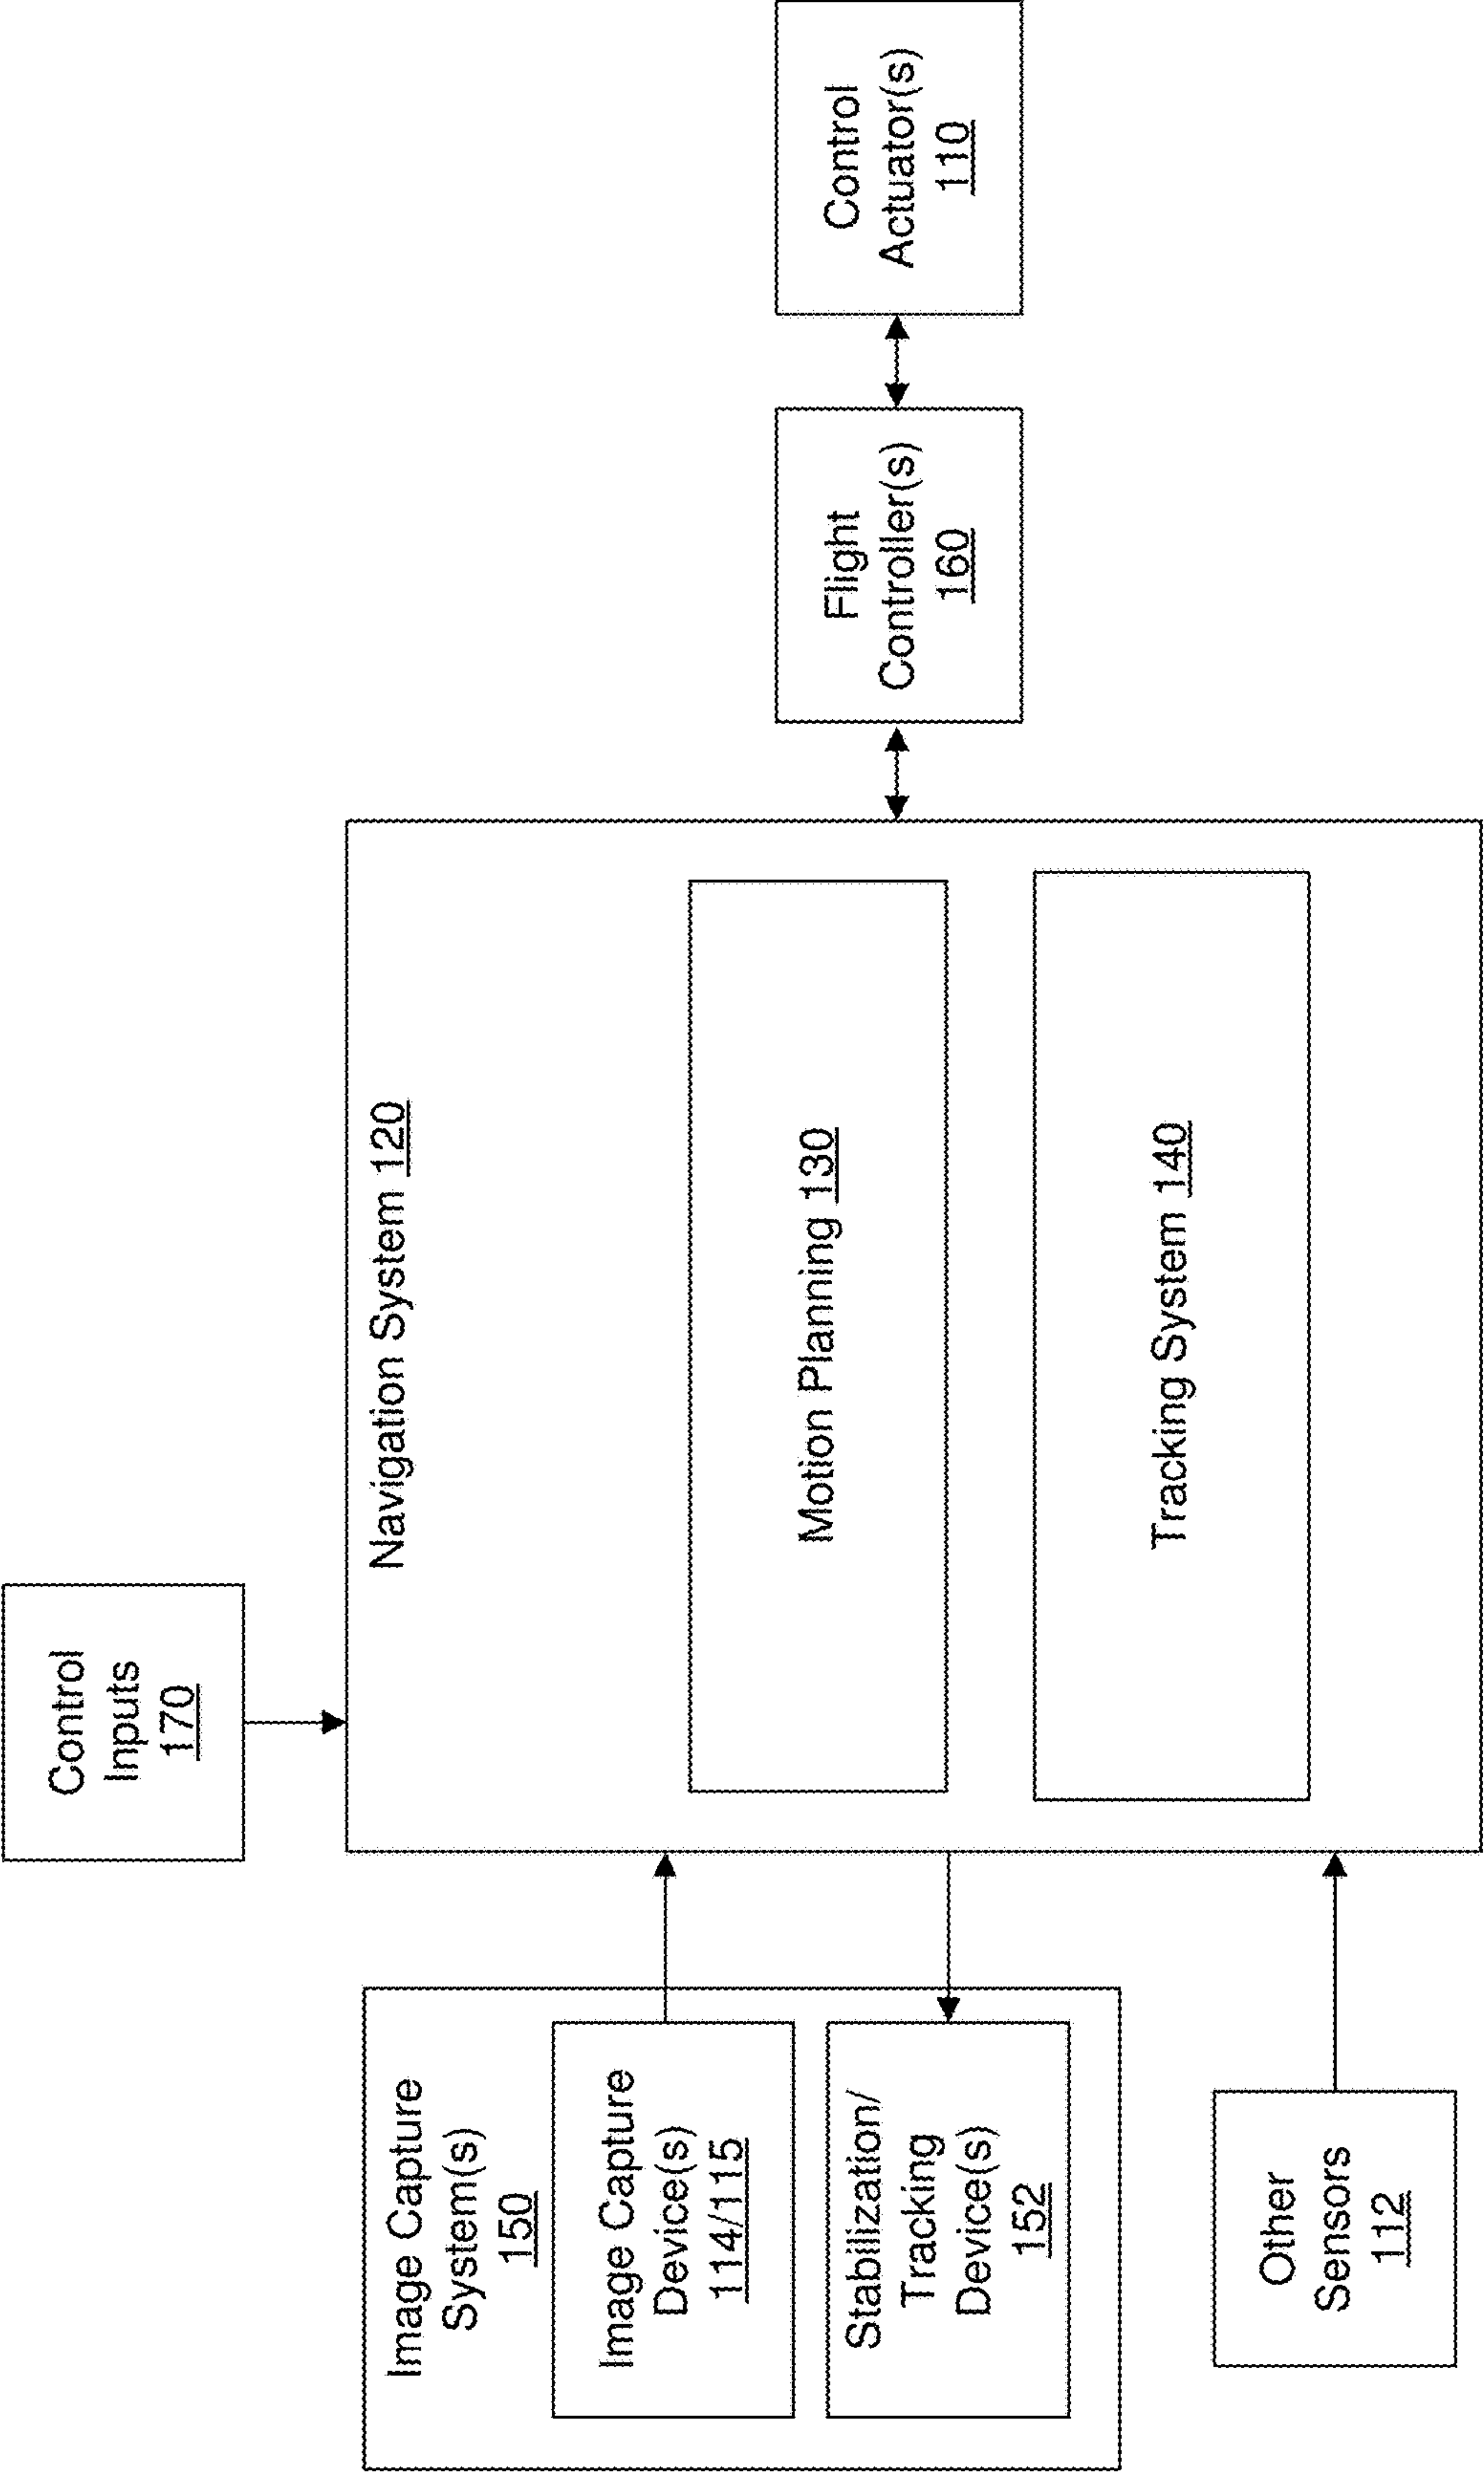 Control
Inputs
170
Image Capture
System(s)
150
Image Capture
Device(s)
114/115
Stabilization/
Tracking
Device(s)
152
Other
Sensors
112
Navigation System 120
Motion Planning 130
Tracking System 140
Flight
Controller(s)
160
Control
Actuator(s)
110